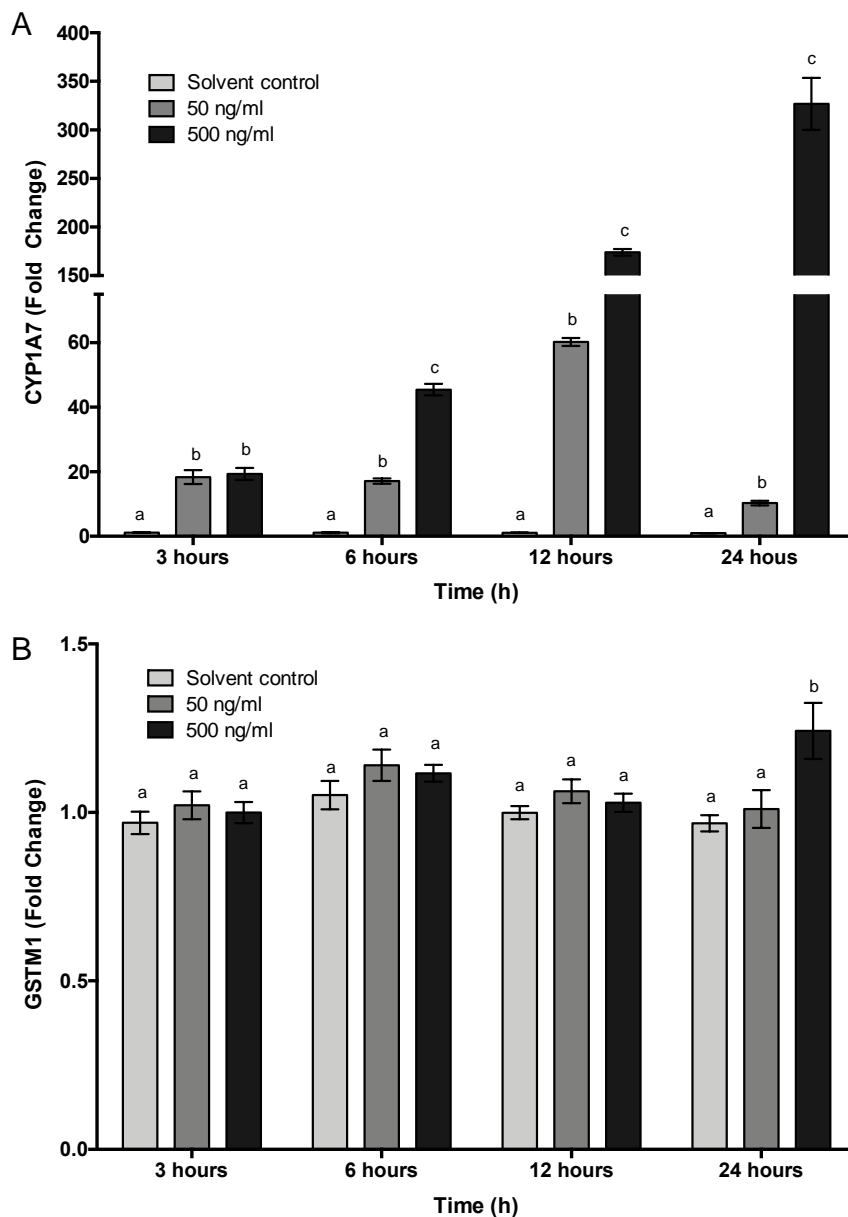 A
CYP1A7 (Fold Change)
400
350
300
250
200
150
60
40
20
0
Solvent control
50 ng/ml
500 ng/ml
a
b
b
a
b
c
a
b
c
a
b
c
3 hours
6 hours
12 hours
24 hous
Time (h)
B
GSTM1 (Fold Change)
1.5
1.0
0.5
0.0
Solvent control
50 ng/ml
500 ng/ml
a
a
a
a
a
a
a
a
a
a
a
b
3 hours
6 hours
12 hours
24 hours
Time (h)